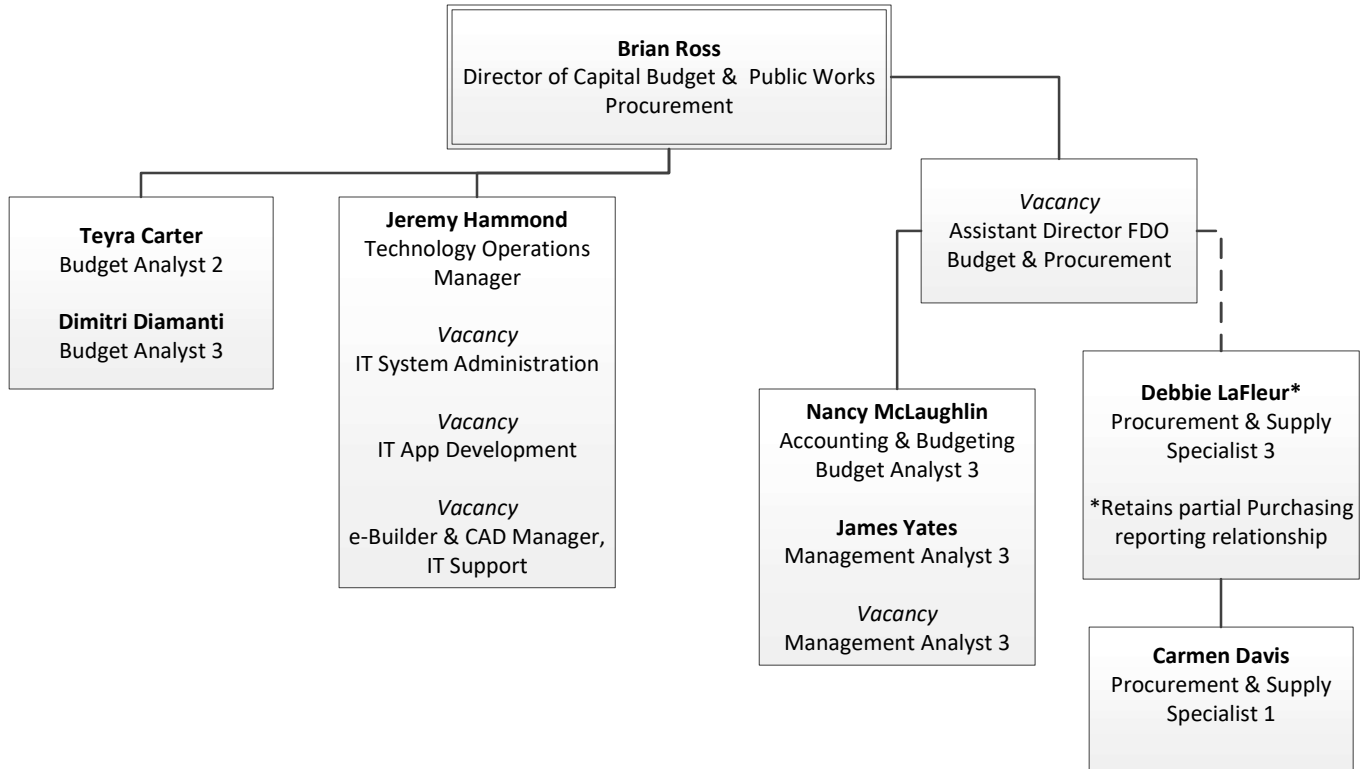 Brian Ross
Director of Capital Budget & Public Works
Procurement
Teyra Carter
Budget Analyst 2
Dimitri Diamanti
Budget Analyst 3
Jeremy Hammond
Technology Operations
Manager
Vacancy
IT System Administration
Vacancy
IT App Development
Vacancy
e-Builder & CAD Manager,
IT Support
Vacancy
Assistant Director FDO
Budget & Procurement
Nancy McLaughlin
Accounting & Budgeting
Budget Analyst 3
James Yates
Management Analyst 3
Vacancy
Management Analyst 3
Debbie LaFleur*
Procurement & Supply
Specialist 3
*Retains partial Purchasing
reporting relationship
Carmen Davis
Procurement & Supply
Specialist 1